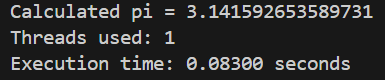 Calculated pi = 3.141592653589731
Threads used: 1
Execution time: 0.08300 seconds